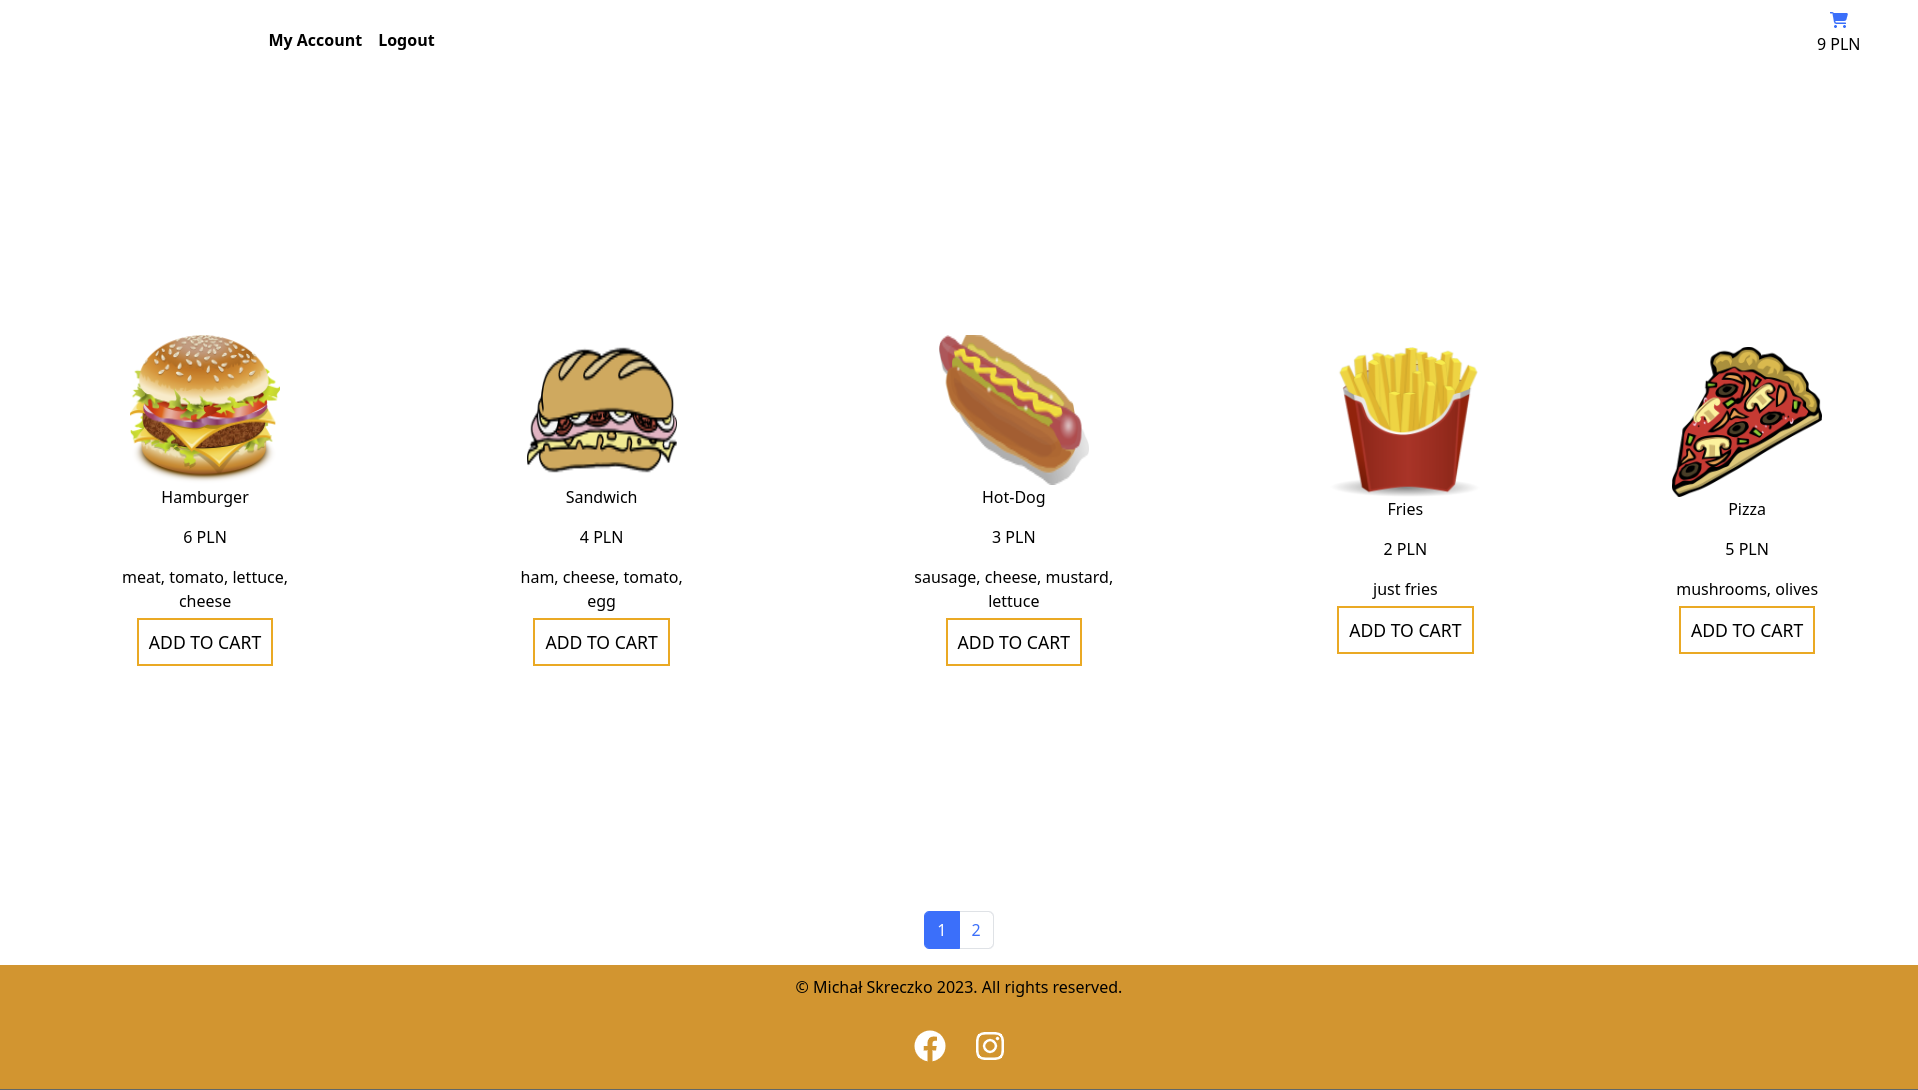 My Account Logout
9 PLN
Hamburger
6 PLN
meat, tomato, lettuce,
cheese
ADD TO CART
Sandwich
4 PLN
ham, cheese, tomato,
egg
ADD TO CART
Hot-Dog
3 PLN
sausage, cheese, mustard,
lettuce
ADD TO CART
Fries
2 PLN
just fries
ADD TO CART
Pizza
5 PLN
mushrooms, olives
ADD TO CART
1 2
© Michał Skreczko 2023. All rights reserved.